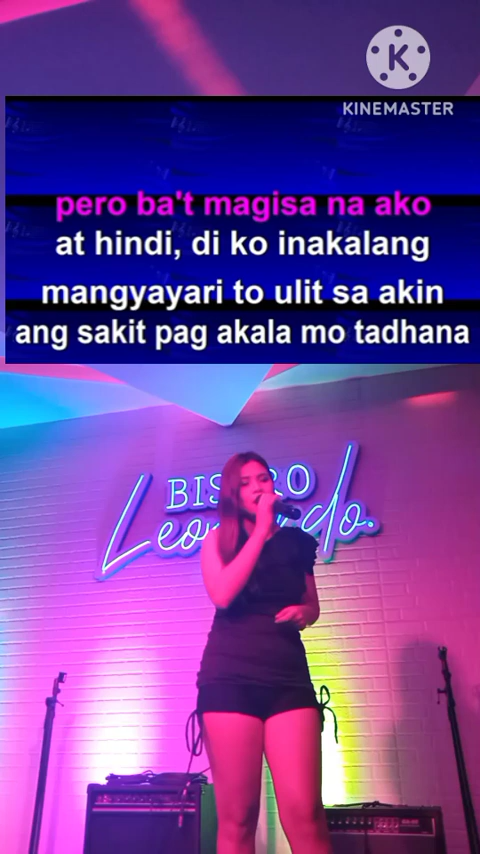 K
KINEMASTER
pero ba't magisa na ako
at hindi, di ko inakalang
mangyayari to ulit sa akin
ang sakit pag akala mo tadhana